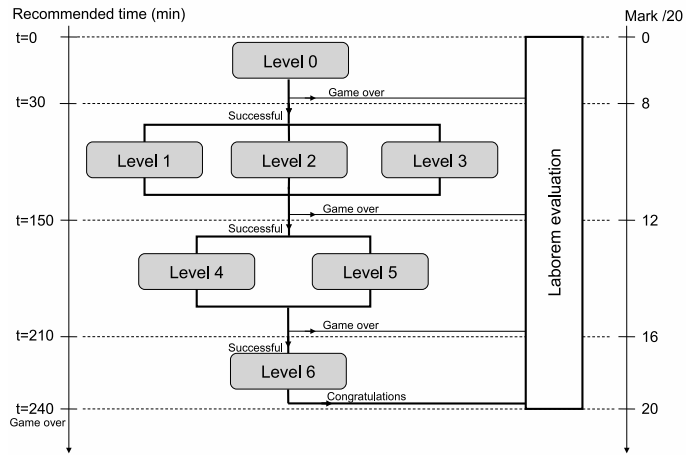 Recommended time (min)
Mark /20
t=0
0
Level 0
Game over
t=30
8
Successful
Level 1
Level 2
Level 3
Game over
t=150
12
Successful
Level 4
Level 5
Laborem evaluation
Game over
t=210
16
Successful
Level 6
Congratulations
t=240
20
Game over